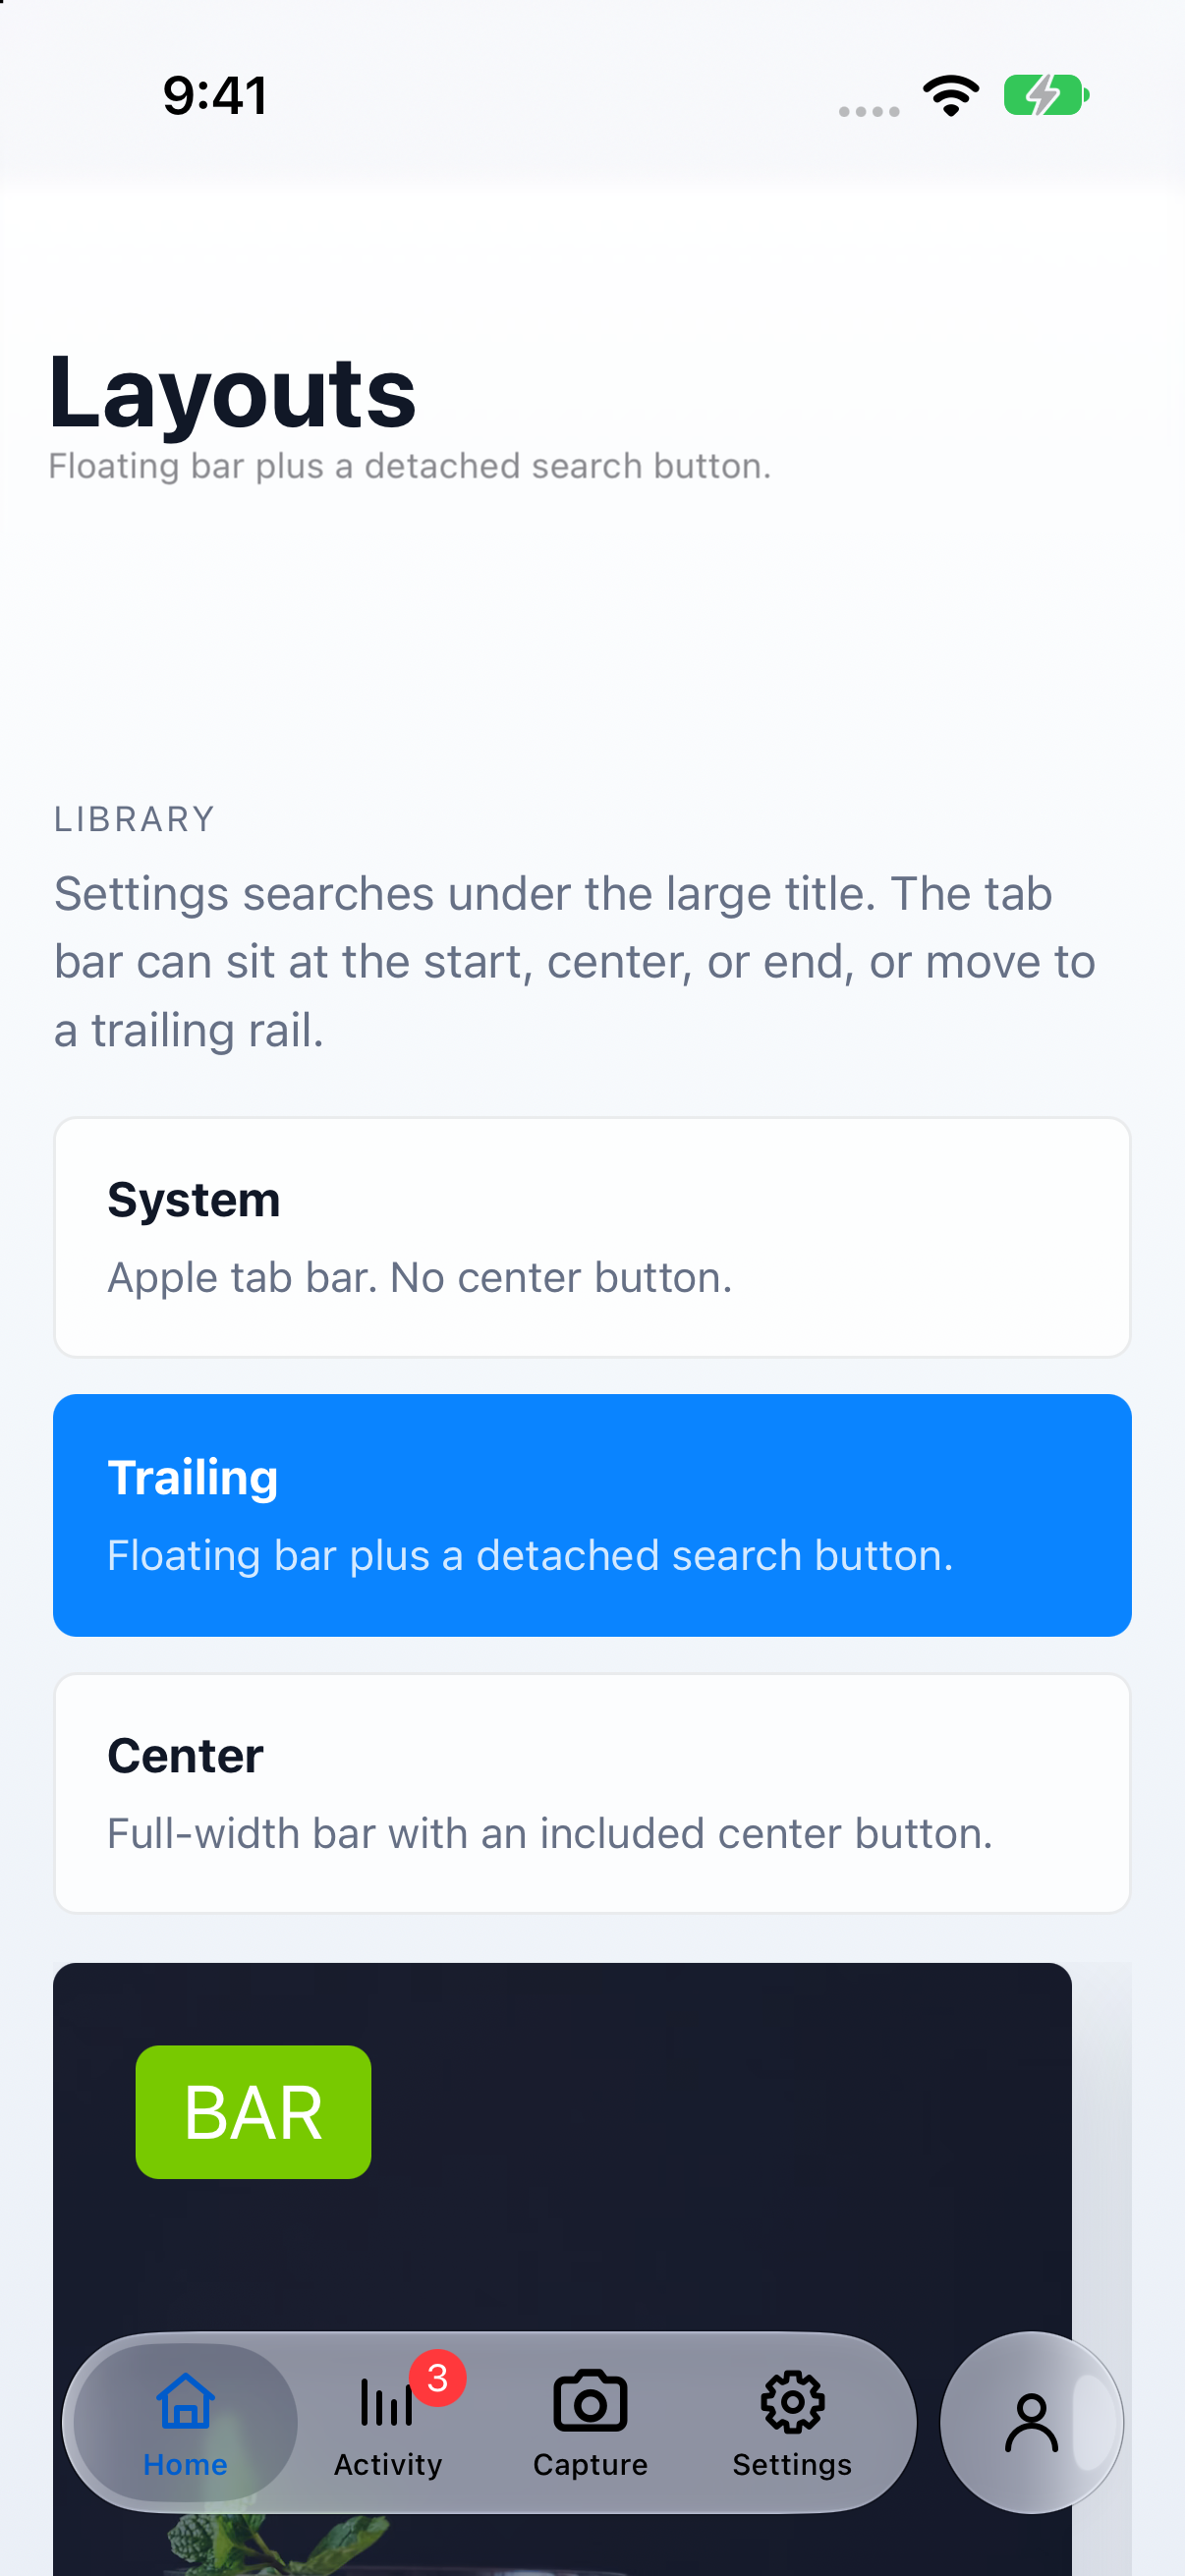 9:41
Layouts
Floating bar plus a detached search button.
LIBRARY
Settings searches under the large title. The tab
bar can sit at the start, center, or end, or move to
a trailing rail.
System
Apple tab bar. No center button.
Trailing
Floating bar plus a detached search button.
Center
Full-width bar with an included center button.
BAR
3
Home
Activity
Capture
Settings